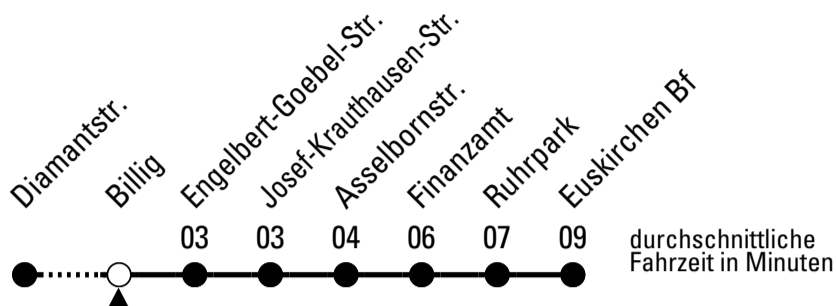 Diamantstr.
Billig
Engelbert-Goebel-Str.
Josef-Krauthausen-Str.
Asselbornstr.
Finanzamt
Ruhrpark
Euskirchen Bf
03 03 04 06 07 09
durchschnittliche
Fahrzeit in Minuten